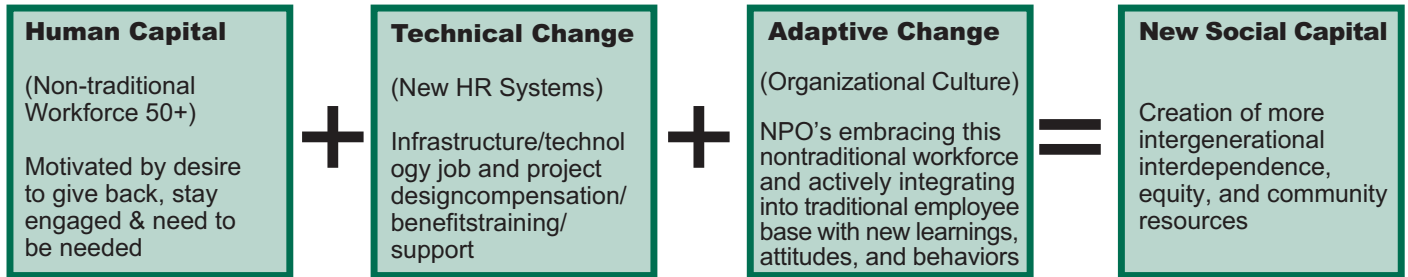 Human Capital
(Non-traditional
Workforce 50+)
Motivated by desire
to give back, stay
engaged & need to
be needed
+
Technical Change
(New HR Systems)
Infrastructure/technol
ogy job and project
designcompensation/
benefitstraining/
support
+
Adaptive Change
(Organizational Culture)
NPO's embracing this
nontraditional workforce
and actively integrating
into traditional employee
base with new learnings,
attitudes, and behaviors
=
New Social Capital
Creation of more
intergenerational
interdependence,
equity, and community
resources